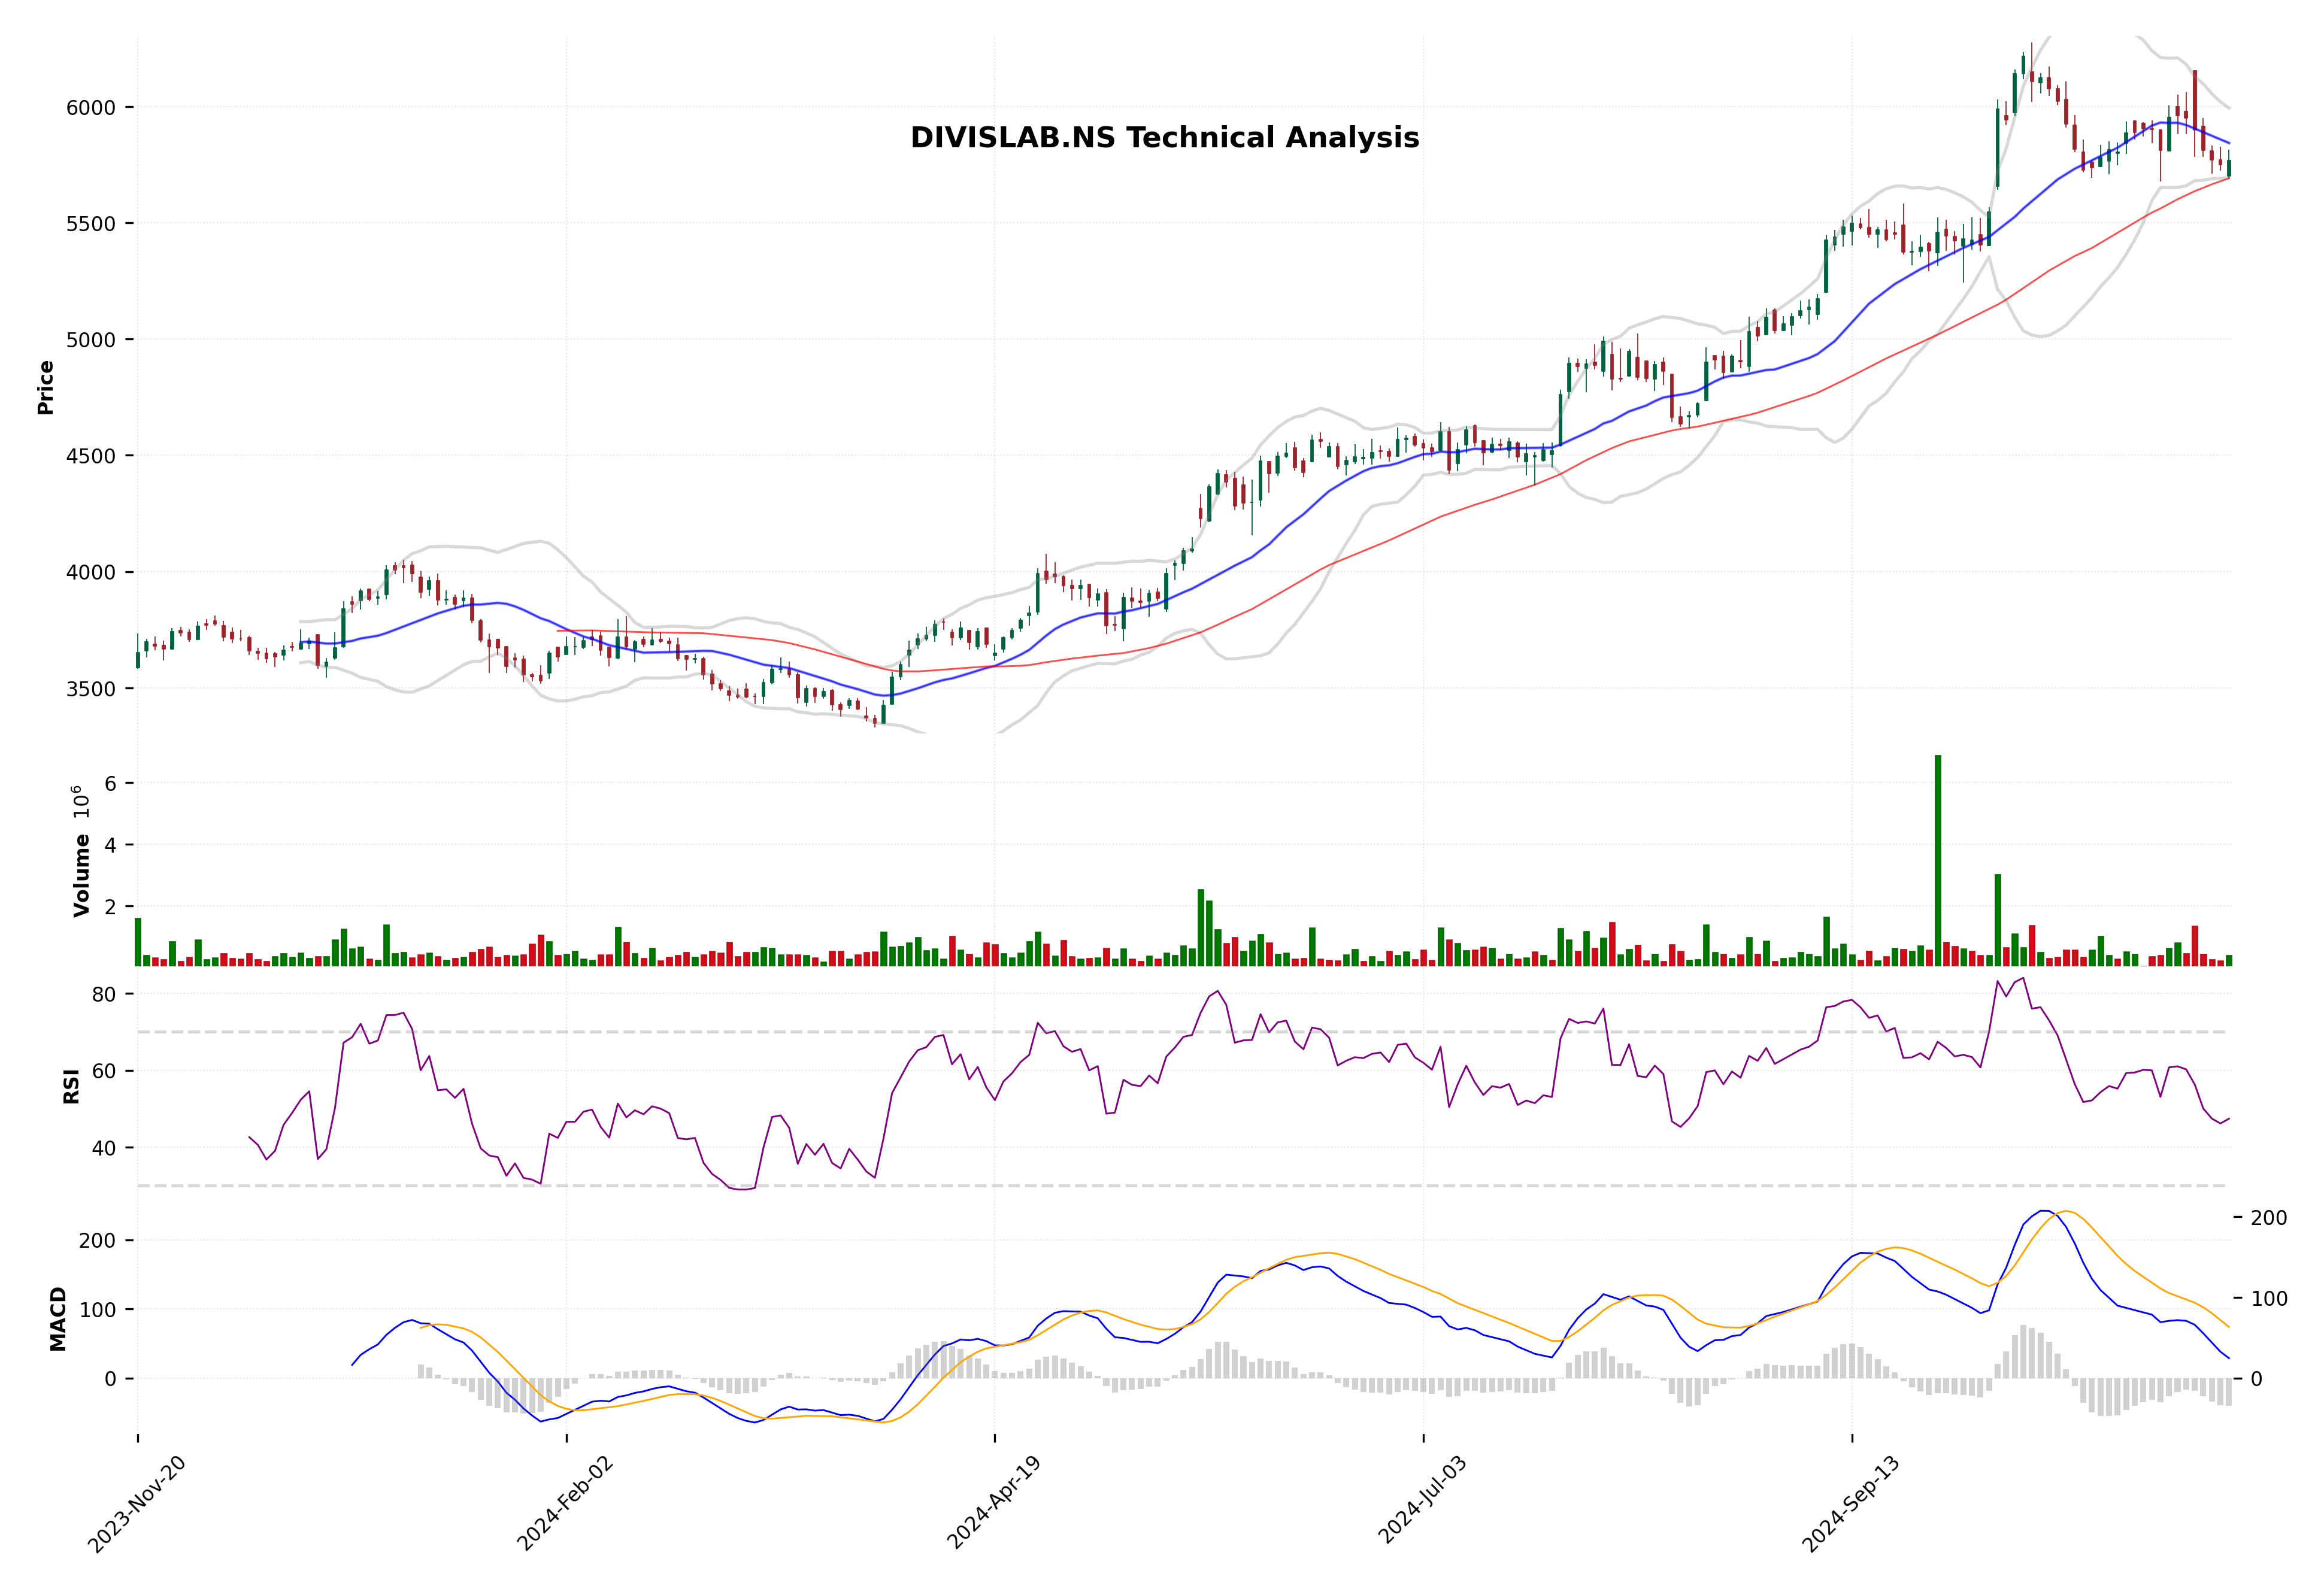 DIVISLAB.NS Technical Analysis
Price
6000
5500
5000
4500
4000
3500
Volume 10⁶
6
4
2
RSI
80
60
40
MACD
200
100
0
200
100
0
2023-Nov-20
2024-Feb-02
2024-Apr-19
2024-Jul-03
2024-Sep-13